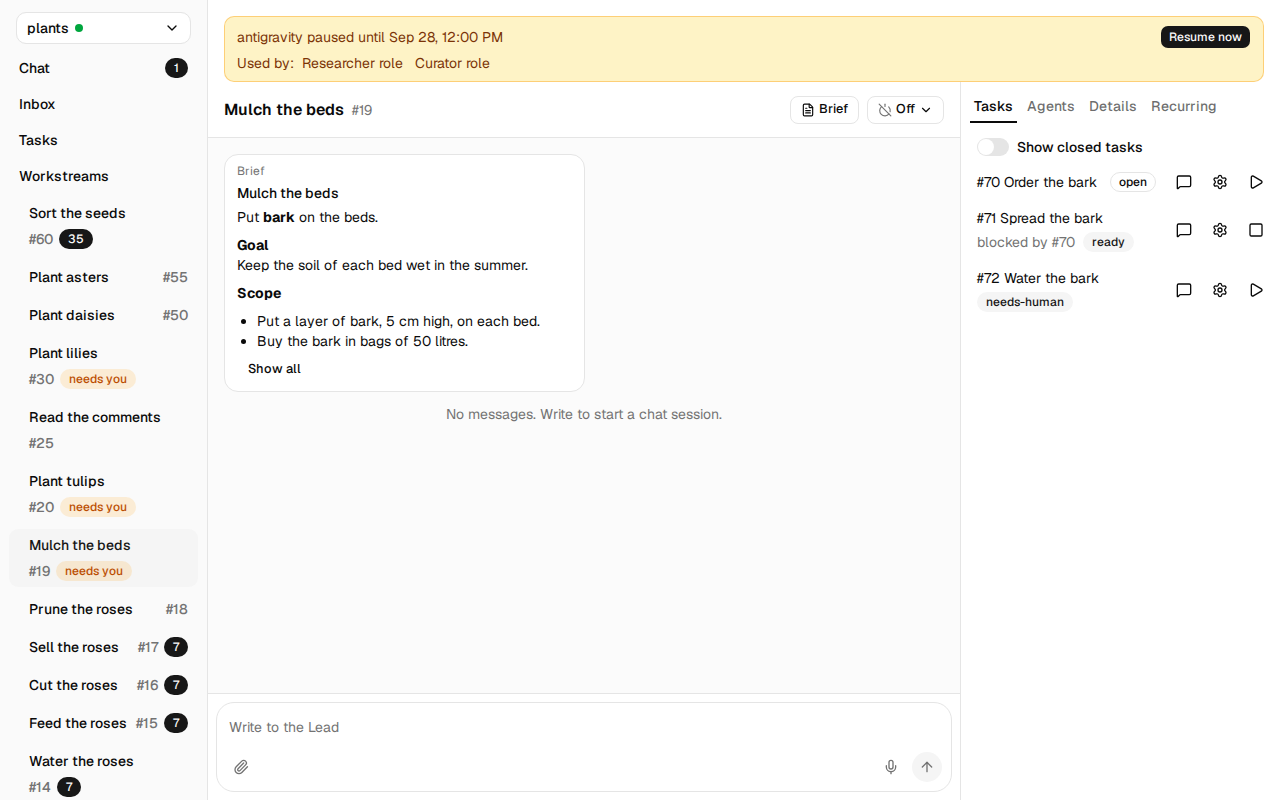 plants
Chat 1
Inbox
Tasks
Workstreams
Sort the seeds
#60 35
Plant asters #55
Plant daisies #50
Plant lilies
#30 needs you
Read the comments
#25
Plant tulips
#20 needs you
Mulch the beds
#19 needs you
Prune the roses #18
Sell the roses #17 7
Cut the roses #16 7
Feed the roses #15 7
Water the roses
#14 7
antigravity paused until Sep 28, 12:00 PM
Resume now
Used by: Researcher role Curator role
Mulch the beds #19
Brief
Off
Brief
Mulch the beds
Put bark on the beds.
Goal
Keep the soil of each bed wet in the summer.
Scope
• Put a layer of bark, 5 cm high, on each bed.
• Buy the bark in bags of 50 litres.
Show all
No messages. Write to start a chat session.
Write to the Lead
Tasks Agents Details Recurring
Show closed tasks
#70 Order the bark open
#71 Spread the bark
blocked by #70 ready
#72 Water the bark
needs-human